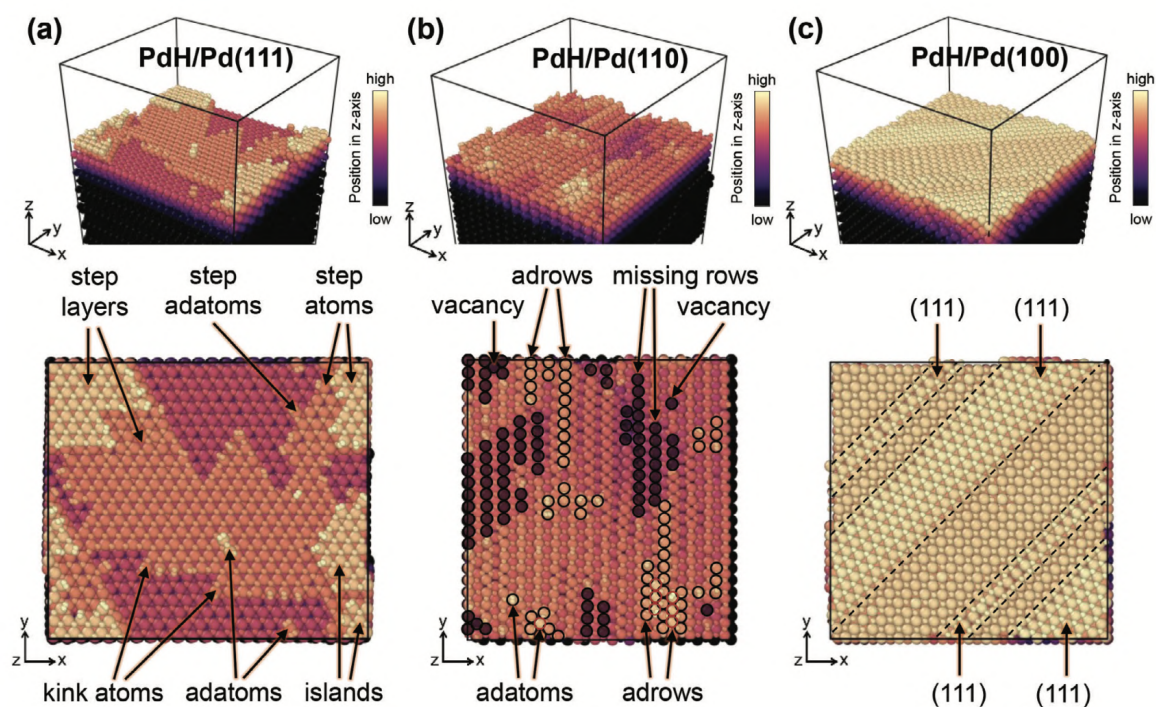 (a)
PdH/Pd(111)
high
Position in z-axis
low
z
y
x
(b)
PdH/Pd(110)
high
Position in z-axis
low
z
y
x
(c)
PdH/Pd(100)
high
Position in z-axis
low
z
y
x
step
layers
step
adatoms
step
atoms
y
z
x
kink atoms
adatoms
islands
adrows
missing rows
vacancy
vacancy
y
z
x
adatoms
adrows
(111)
(111)
y
z
x
(111)
(111)